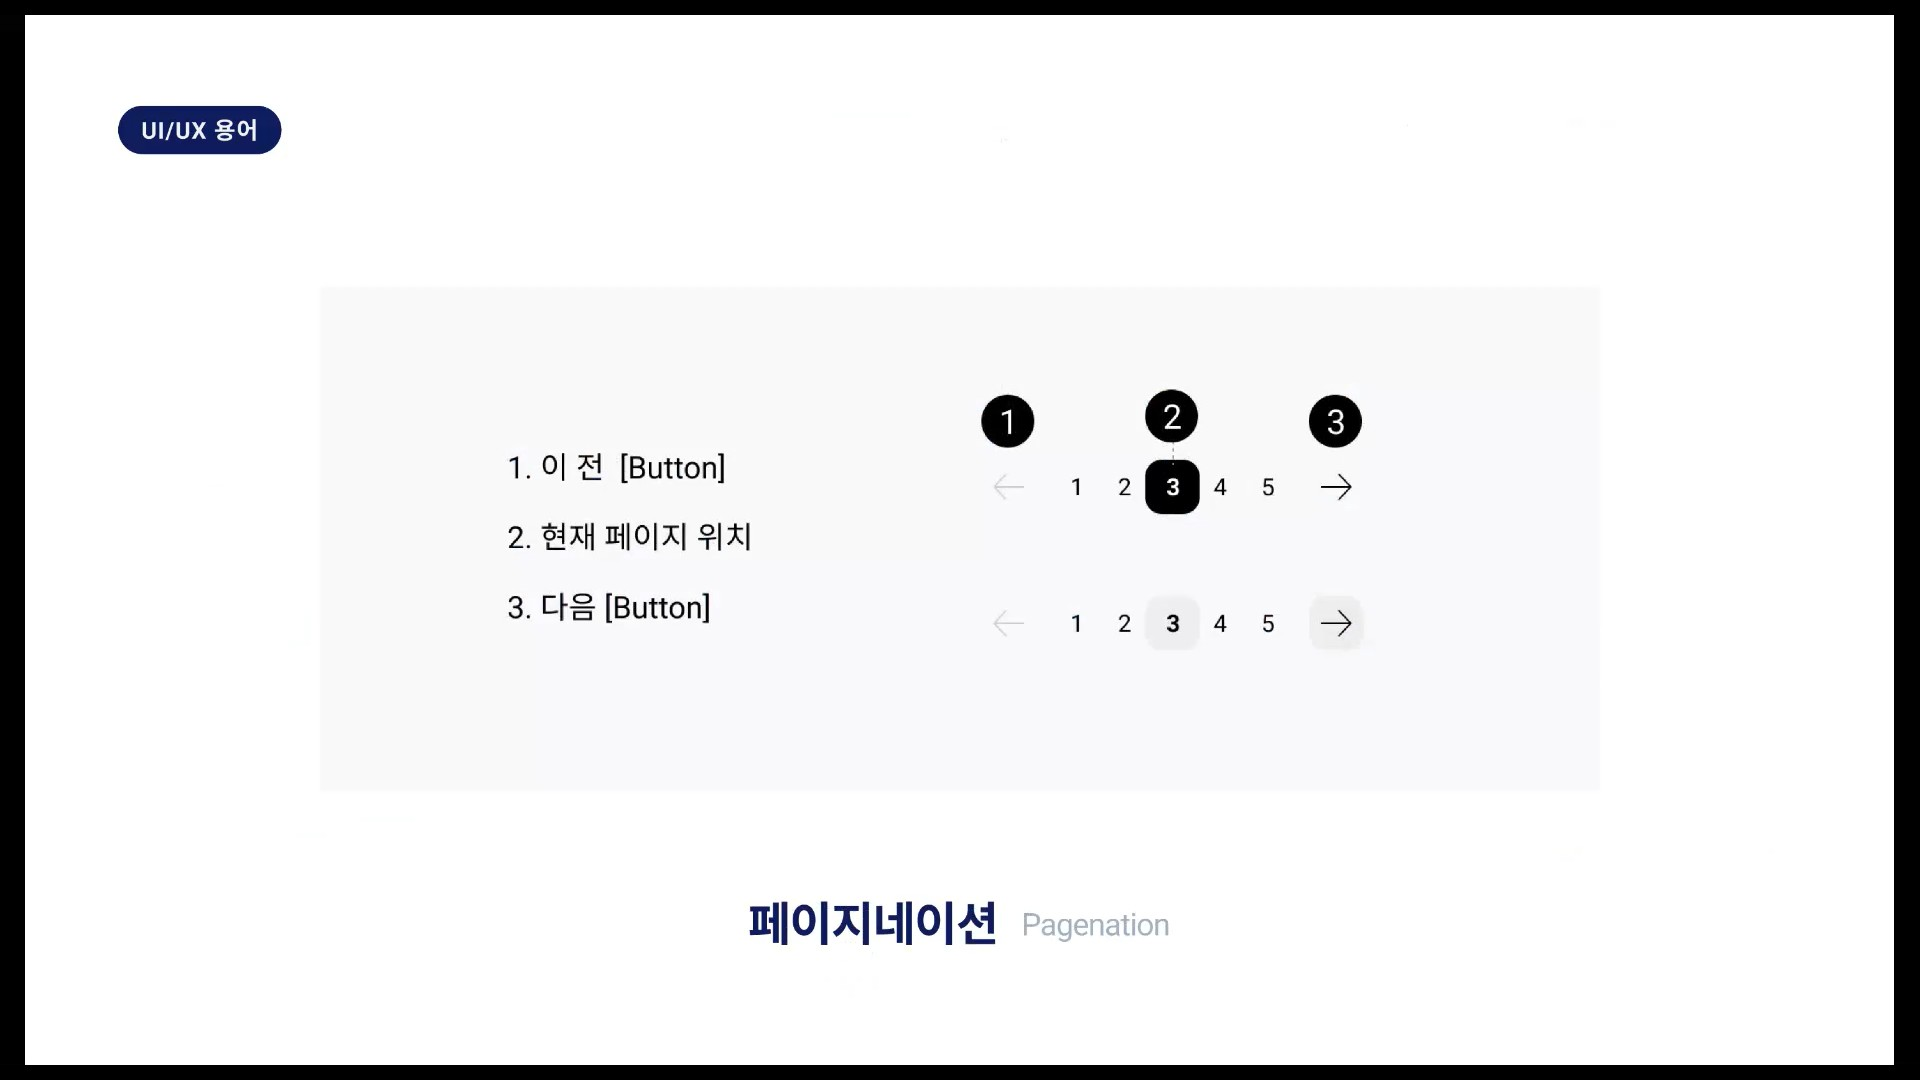 UI/UX 용어
1. 이 전 [Button]
2. 현재 페이지 위치
3. 다음 [Button]
1 2 3
← 1 2 3 4 5 →
← 1 2 3 4 5 →
페이지네이션 Pagenation